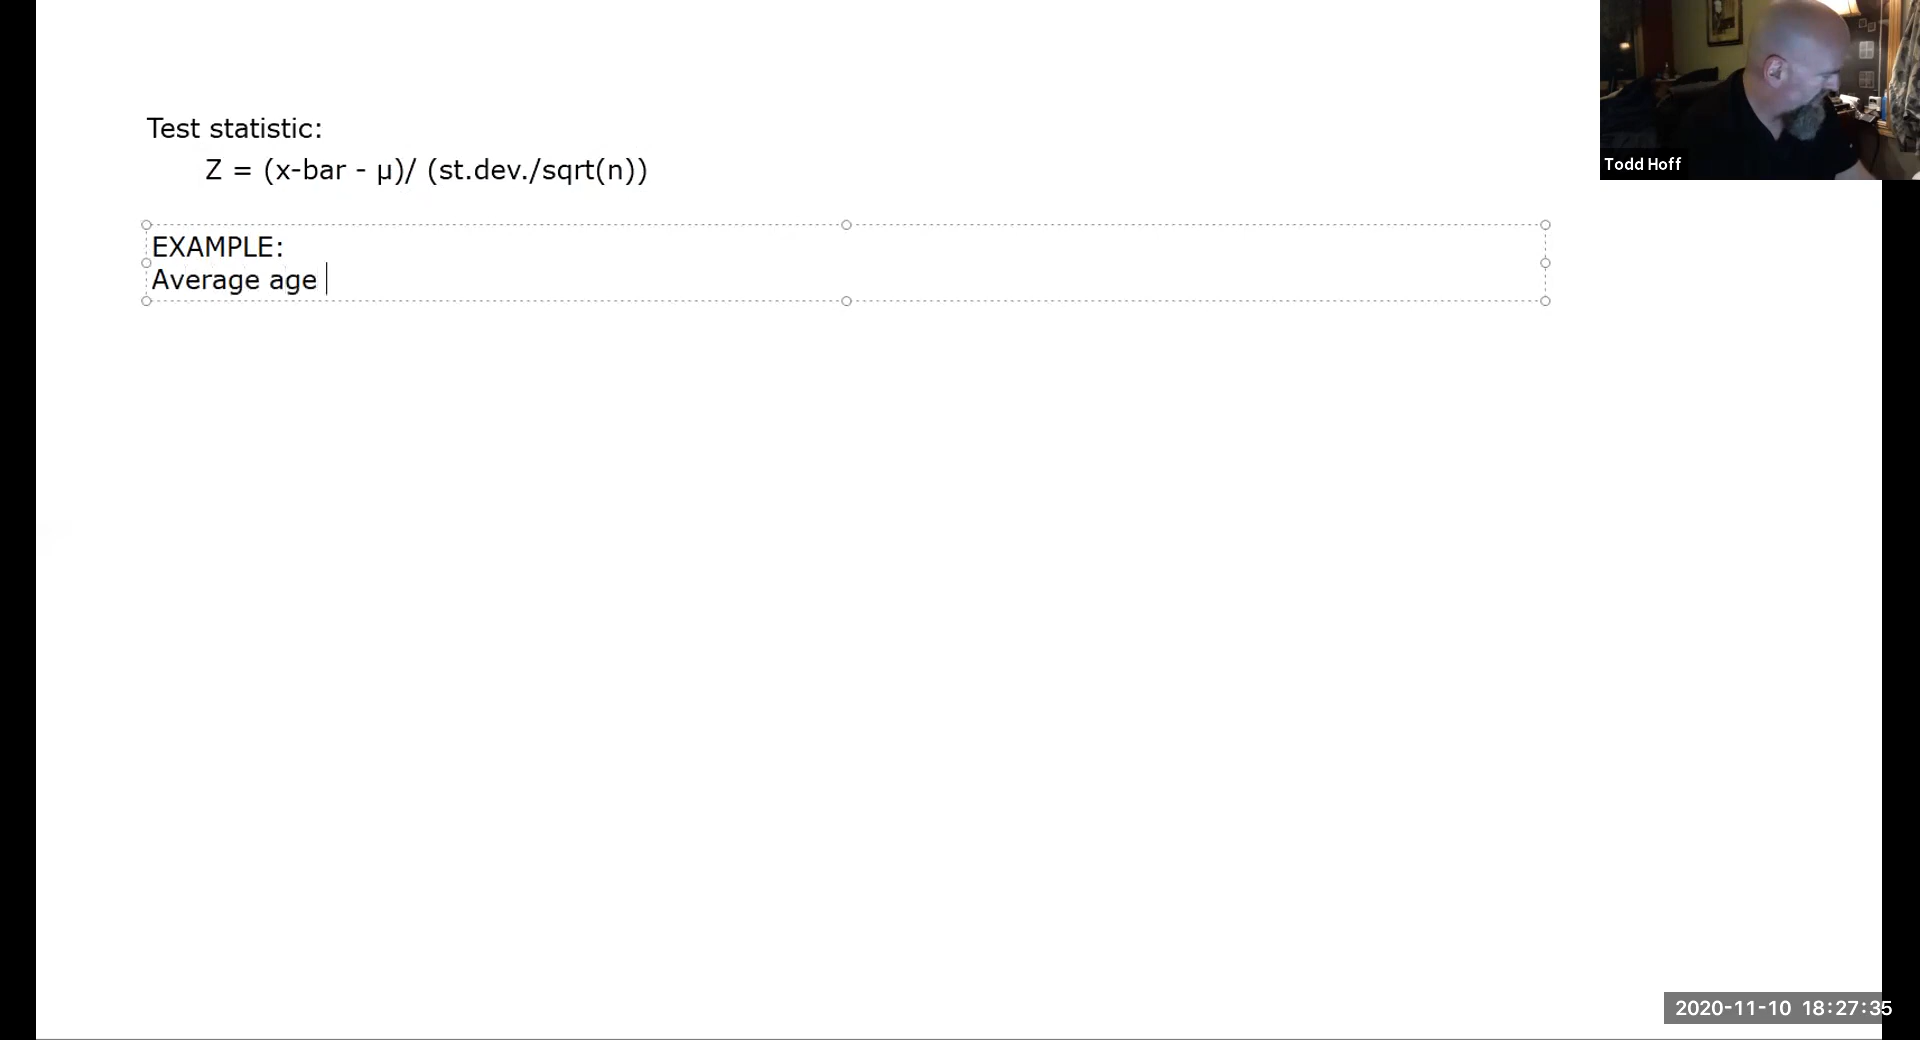 Test statistic:
Z = (x-bar - µ)/ (st.dev./sqrt(n))
EXAMPLE:
Average age
Todd Hoff
2020-11-10 18:27:35